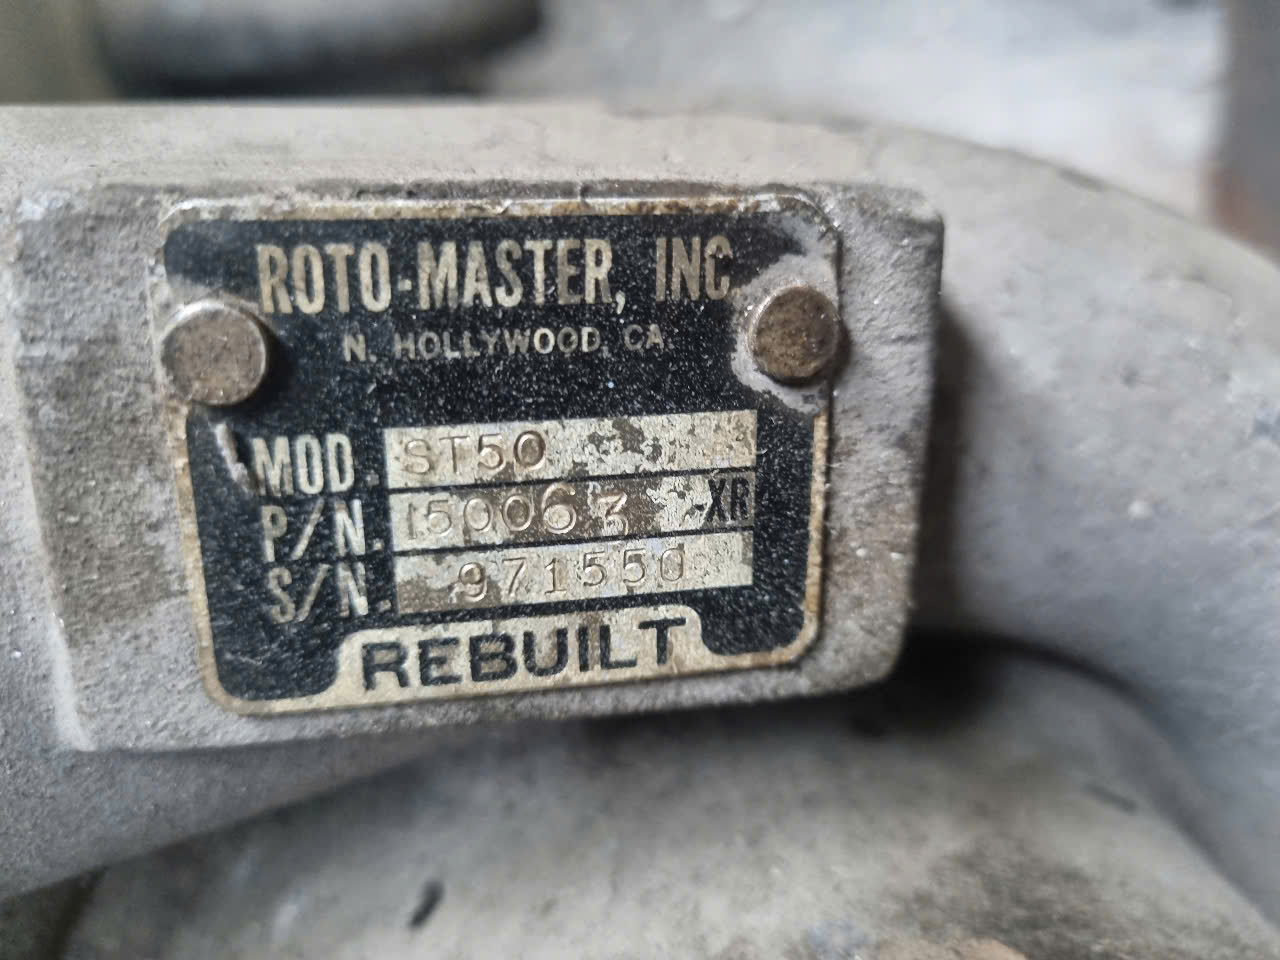 ROTO-MASTER, INC
N. HOLLYWOOD, CA
MOD. ST50
P/N. 150063 -XR
S/N. 971550
REBUILT